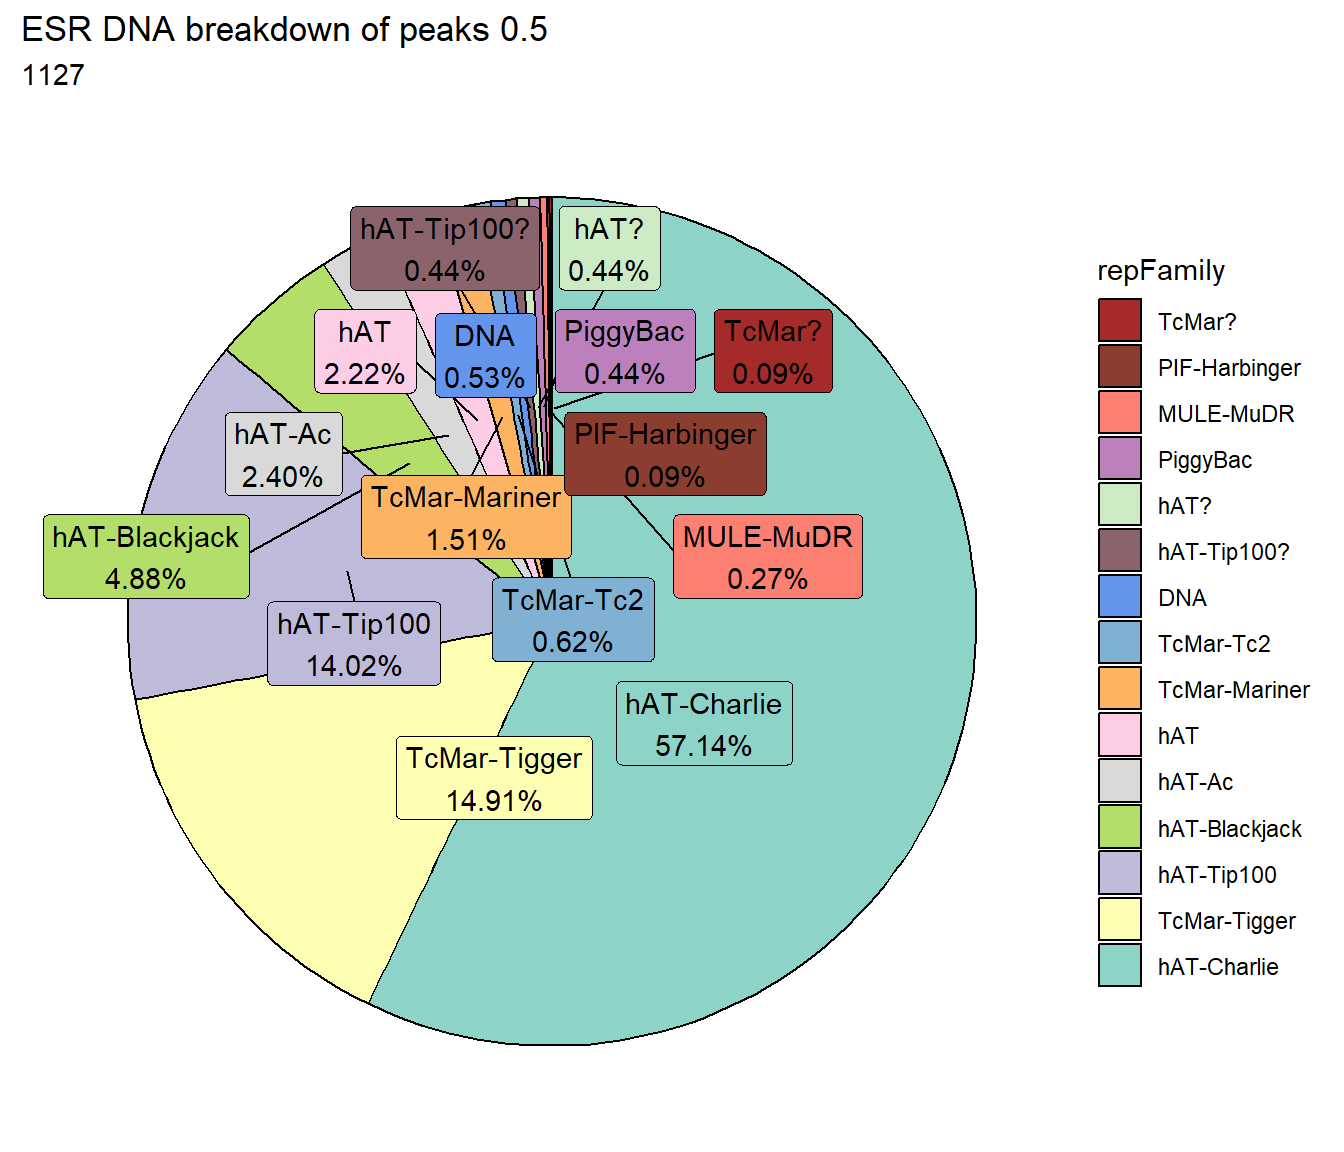 ESR DNA breakdown of peaks 0.5
1127
hAT-Tip100?
0.44%
hAT?
0.44%
hAT
2.22%
DNA
0.53%
PiggyBac
0.44%
TcMar?
0.09%
hAT-Ac
2.40%
PIF-Harbinger
0.09%
TcMar-Mariner
1.51%
hAT-Blackjack
4.88%
MULE-MuDR
0.27%
TcMar-Tc2
0.62%
hAT-Tip100
14.02%
hAT-Charlie
57.14%
TcMar-Tigger
14.91%
repFamily
TcMar?
PIF-Harbinger
MULE-MuDR
PiggyBac
hAT?
hAT-Tip100?
DNA
TcMar-Tc2
TcMar-Mariner
hAT
hAT-Ac
hAT-Blackjack
hAT-Tip100
TcMar-Tigger
hAT-Charlie